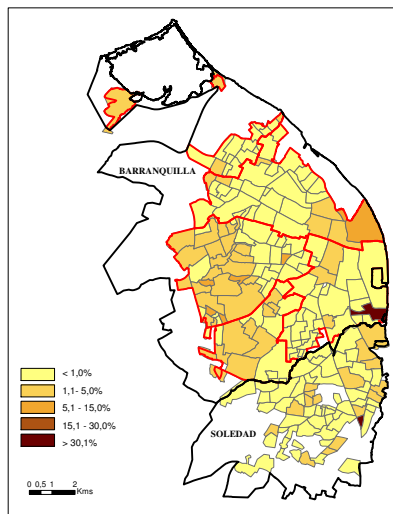 BARRANQUILLA
< 1,0%
1,1- 5,0%
5,1 - 15,0%
15,1 - 30,0%
> 30,1%
SOLEDAD
0 0,5 1 2
Kms